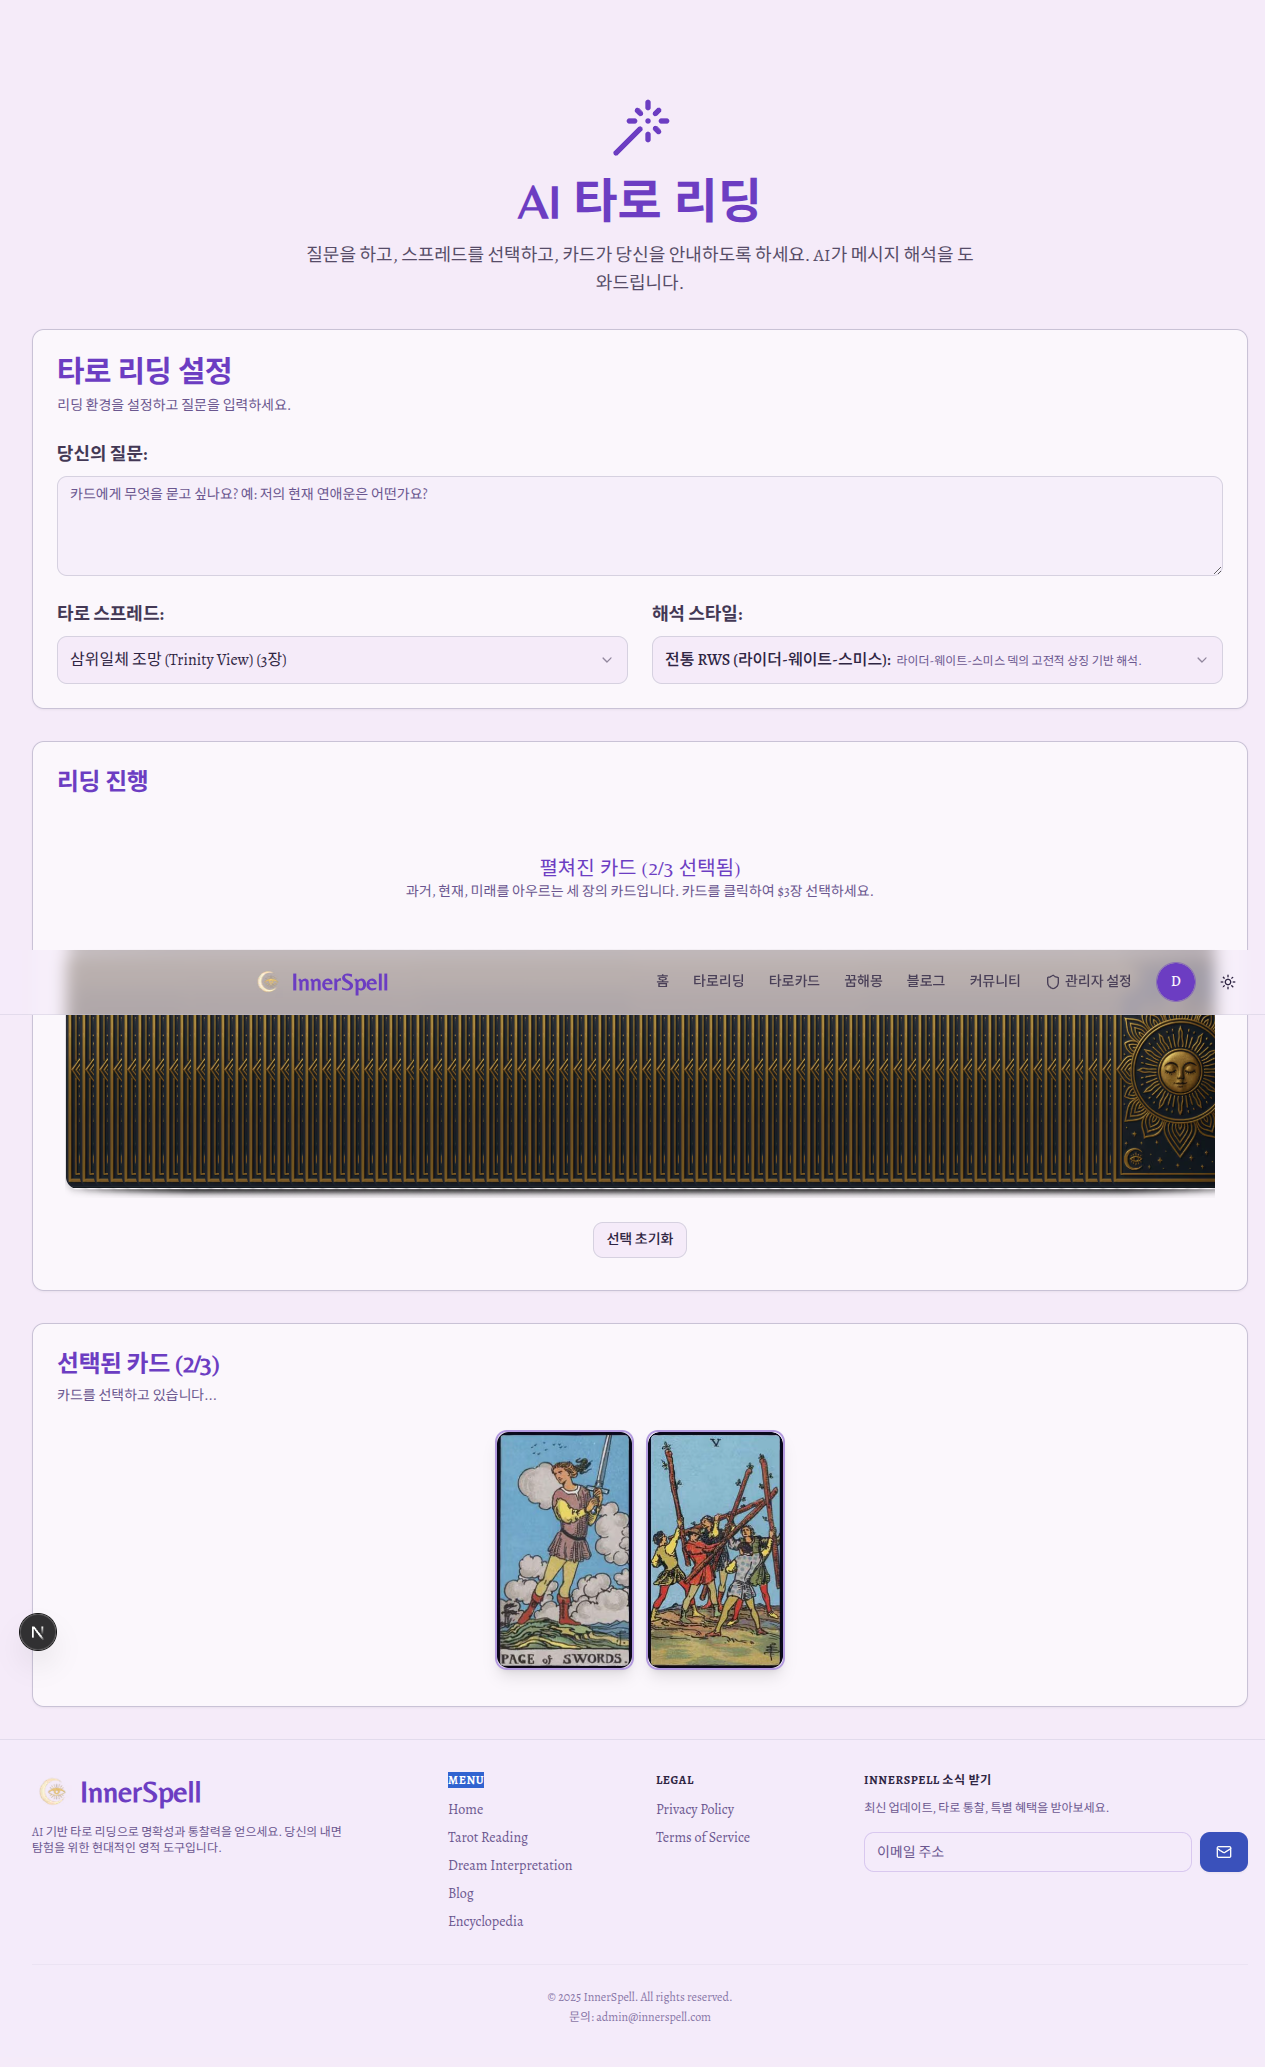 AI 타로 리딩
질문을 하고, 스프레드를 선택하고, 카드가 당신을 안내하도록 하세요. AI가 메시지 해석을 도
와드립니다.
타로 리딩 설정
리딩 환경을 설정하고 질문을 입력하세요.
당신의 질문:
카드에게 무엇을 묻고 싶나요? 예: 저의 현재 연애운은 어떤가요?
타로 스프레드:
삼위일체 조망 (Trinity View) (3장)
해석 스타일:
전통 RWS (라이더-웨이트-스미스): 라이더-웨이트-스미스 덱의 고전적 상징 기반 해석.
리딩 진행
펼쳐진 카드 (2/3 선택됨)
과거, 현재, 미래를 아우르는 세 장의 카드입니다. 카드를 클릭하여 $3장 선택하세요.
InnerSpell
홈 타로리딩 타로카드 꿈해몽 블로그 커뮤니티 관리자 설정 D
선택 초기화
선택된 카드 (2/3)
카드를 선택하고 있습니다...
PAGE of SWORDS.
V
N
InnerSpell
AI 기반 타로 리딩으로 명확성과 통찰력을 얻으세요. 당신의 내면
탐험을 위한 현대적인 영적 도구입니다.
MENU
Home
Tarot Reading
Dream Interpretation
Blog
Encyclopedia
LEGAL
Privacy Policy
Terms of Service
INNERSPELL 소식 받기
최신 업데이트, 타로 통찰, 특별 혜택을 받아보세요.
이메일 주소
© 2025 InnerSpell. All rights reserved.
문의: admin@innerspell.com